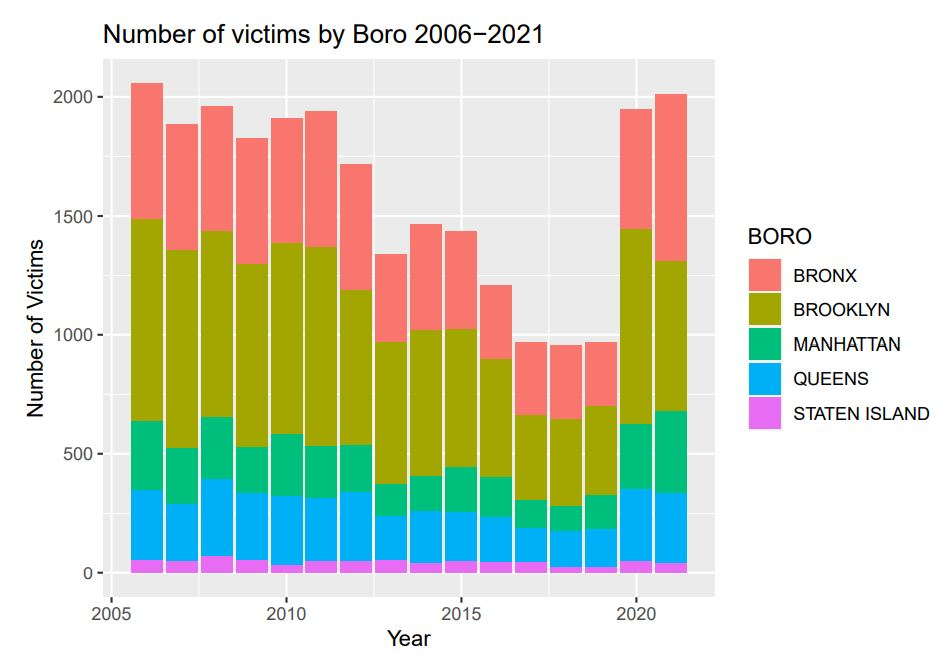 Number of victims by Boro 2006−2021
Number of Victims
2000
1500
1000
500
0
2005
2010
2015
2020
Year
BORO
BRONX
BROOKLYN
MANHATTAN
QUEENS
STATEN ISLAND